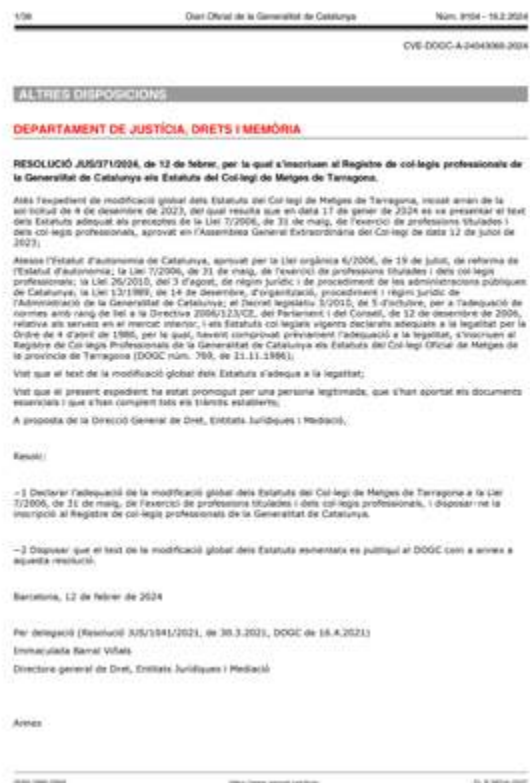 1/39 Diari Oficial de la Generalitat de Catalunya Núm. 9104 - 19.2.2024
CVE-DOGC-A-24043060-2024
ALTRES DISPOSICIONS
DEPARTAMENT DE JUSTÍCIA, DRETS I MEMÒRIA
RESOLUCIÓ JUS/371/2024, de 12 de febrer, per la qual s'inscriuen al Registre de col·legis professionals de
la Generalitat de Catalunya els Estatuts del Col·legi de Metges de Tarragona.
Atès l'expedient de modificació global dels Estatuts del Col·legi de Metges de Tarragona, incoat arran de la
sol·licitud de 4 de desembre de 2023, del qual resulta que en data 17 de gener de 2024 es va presentar el text
dels Estatuts adequat als preceptes de la Llei 7/2006, de 31 de maig, de l'exercici de professions titulades i
dels col·legis professionals, aprovat en l'Assemblea General Extraordinària del Col·legi de data 12 de juliol de
2023;
Atesos l'Estatut d'autonomia de Catalunya, aprovat per la Llei orgànica 6/2006, de 19 de juliol, de reforma de
l'Estatut d'autonomia; la Llei 7/2006, de 31 de maig, de l'exercici de professions titulades i dels col·legis
professionals; la Llei 26/2010, del 3 d'agost, de règim jurídic i de procediment de les administracions públiques
de Catalunya; la Llei 13/1989, de 14 de desembre, d'organització, procediment i règim jurídic de
l'Administració de la Generalitat de Catalunya; el Decret legislatiu 3/2010, de 5 d'octubre, per a l'adequació de
normes amb rang de llei a la Directiva 2006/123/CE, del Parlament i del Consell, de 12 de desembre de 2006,
relativa als serveis en el mercat interior, i els Estatuts col·legials vigents declarats adequats a la legalitat per la
Ordre de 4 d'abril de 1986, per la qual, havent comprovat prèviament l'adequació a la legalitat, s'inscriuen al
Registre de Col·legis Professionals de la Generalitat de Catalunya els Estatuts del Col·legi Oficial de Metges de
la província de Tarragona (DOGC núm. 769, de 21.11.1986);
Vist que el text de la modificació global dels Estatuts s'adequa a la legalitat;
Vist que el present expedient ha estat promogut per una persona legitimada, que s'han aportat els documents
essencials i que s'han complert tots els tràmits establerts;
A proposta de la Direcció General de Dret, Entitats Jurídiques i Mediació,
Resolc:
—1 Declarar l'adequació de la modificació global dels Estatuts del Col·legi de Metges de Tarragona a la Llei
7/2006, de 31 de maig, de l'exercici de professions titulades i dels col·legis professionals, i disposar-ne la
inscripció al Registre de col·legis professionals de la Generalitat de Catalunya.
—2 Disposar que el text de la modificació global dels Estatuts esmentats es publiqui al DOGC com a annex a
aquesta resolució.
Barcelona, 12 de febrer de 2024
Per delegació (Resolució JUS/1041/2021, de 30.3.2021, DOGC de 16.4.2021)
Immaculada Barral Viñals
Directora general de Dret, Entitats Jurídiques i Mediació
Annex